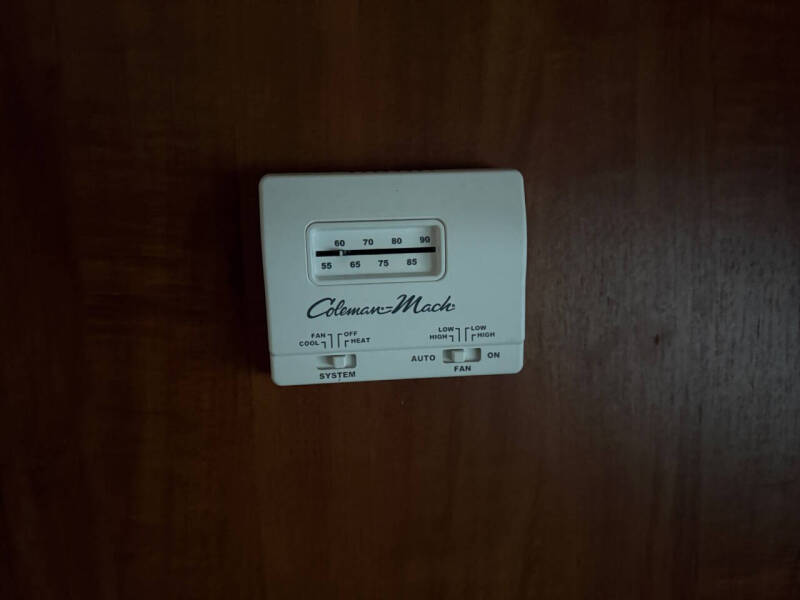 60 70 80 90
55 65 75 85
Coleman-Mach
FAN OFF
COOL HEAT
SYSTEM
LOW LOW
HIGH HIGH
AUTO ON
FAN